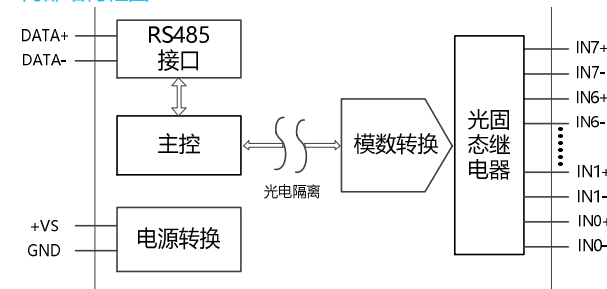 DATA+
DATA-
RS485
接口
主控
光电隔离
模数转换
光固
态继
电器
+VS
GND
电源转换
IN7+
IN7-
IN6+
IN6-
IN1+
IN1-
IN0+
IN0-